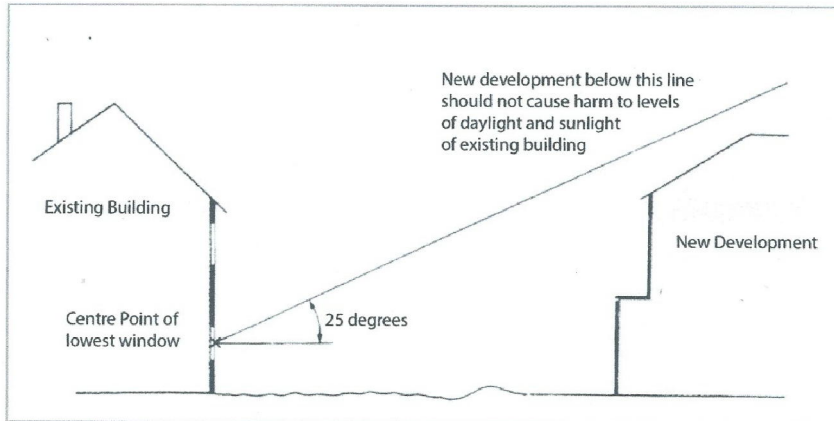 New development below this line
should not cause harm to levels
of daylight and sunlight
of existing building
Existing Building
New Development
Centre Point of
lowest window
25 degrees